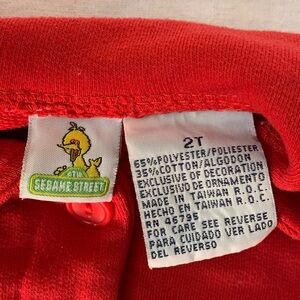 123
SESAME STREET
2T
65%POLYESTER/POLIESTER
35%COTTON/ALGODON
EXCLUSIVE OF DECORATION
EXCLUSIVO DE ORNAMENTO
MADE IN TAIWAN R.O.C.
HECHO EN TAIWAN R.O.C.
RN 46795
FOR CARE SEE REVERSE
PARA CUIDADO VER LADO
DEL REVERSO